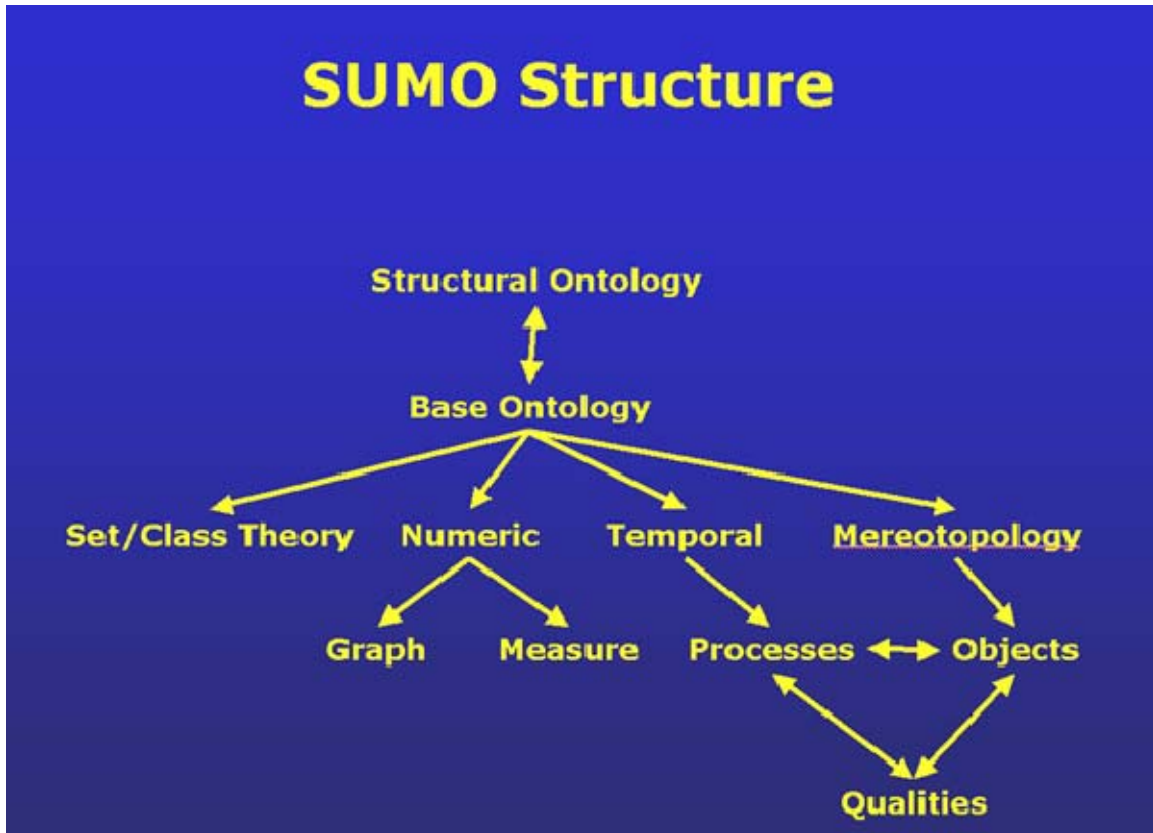 SUMO Structure
Structural Ontology
Base Ontology
Set/Class Theory Numeric Temporal Mereotopology
Graph Measure Processes Objects
Qualities